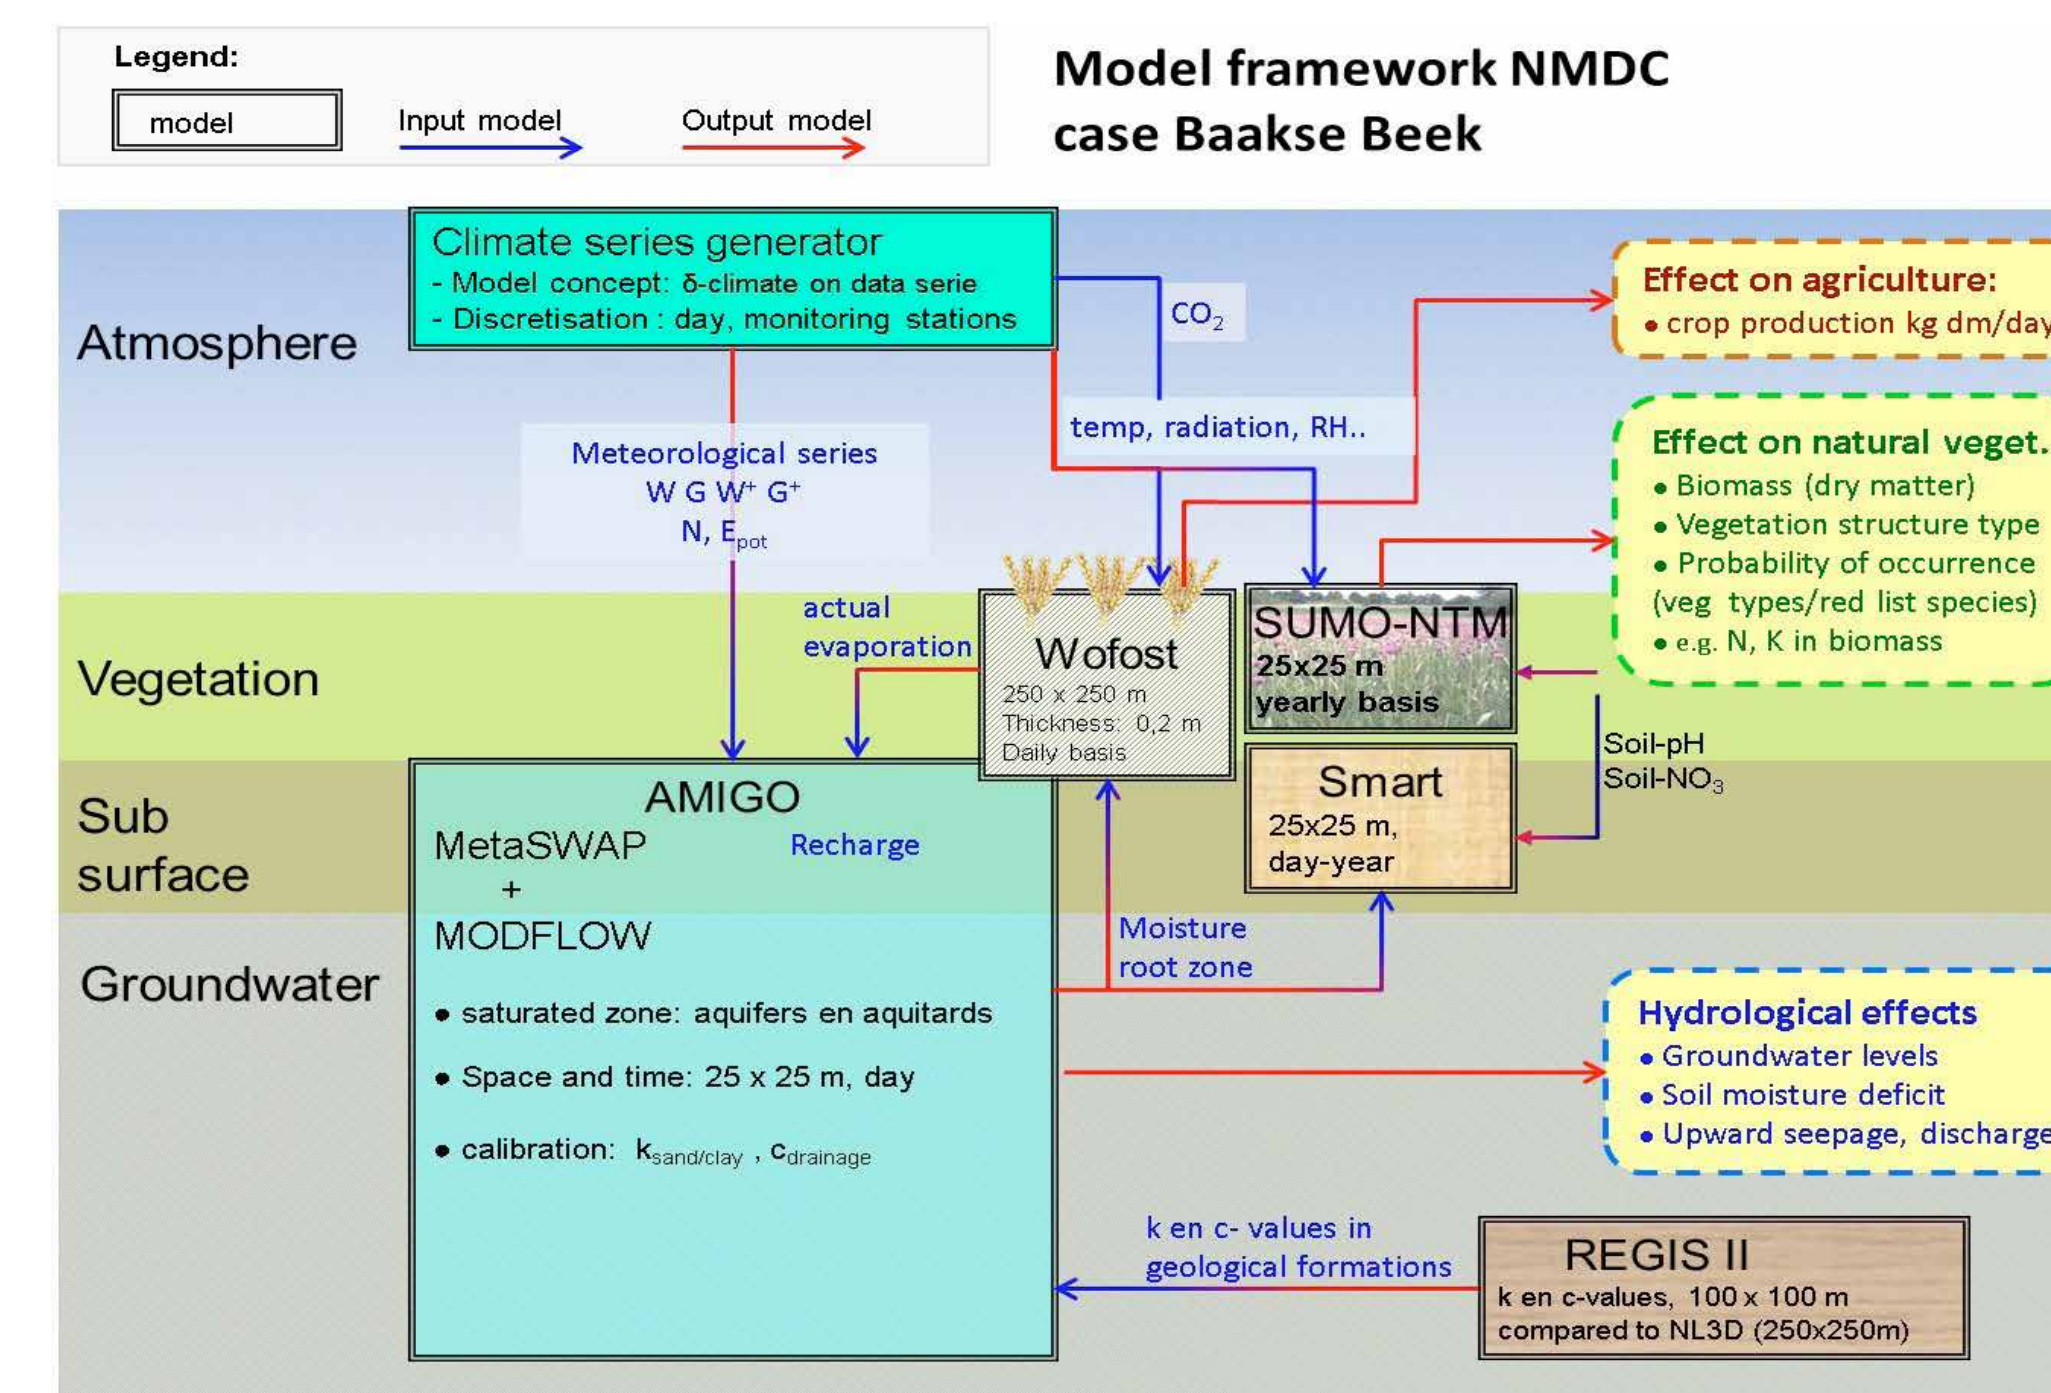 Legend:
model
Input model
Output model
Model framework NMDC
case Baakse Beek
Atmosphere
Climate series generator
- Model concept: δ-climate on data serie
- Discretisation : day, monitoring stations
CO₂
Effect on agriculture:
• crop production kg dm/day
temp, radiation, RH..
Meteorological series
W G W⁺ G⁺
N, Epot
Effect on natural veget.
• Biomass (dry matter)
• Vegetation structure type
• Probability of occurrence
(veg types/red list species)
• e.g. N, K in biomass
Vegetation
actual
evaporation
Wofost
250 x 250 m
Thickness: 0,2 m
Daily basis
SUMO-NTM
25x25 m
yearly basis
Soil-pH
Soil-NO₃
Sub
surface
AMIGO
MetaSWAP
Recharge
+
MODFLOW
Smart
25x25 m,
day-year
Groundwater
Moisture
root zone
• saturated zone: aquifers en aquitards
• Space and time: 25 x 25 m, day
• calibration: ksand/clay , cdrainage
Hydrological effects
• Groundwater levels
• Soil moisture deficit
• Upward seepage, discharge
k en c- values in
geological formations
REGIS II
k en c-values, 100 x 100 m
compared to NL3D (250x250m)